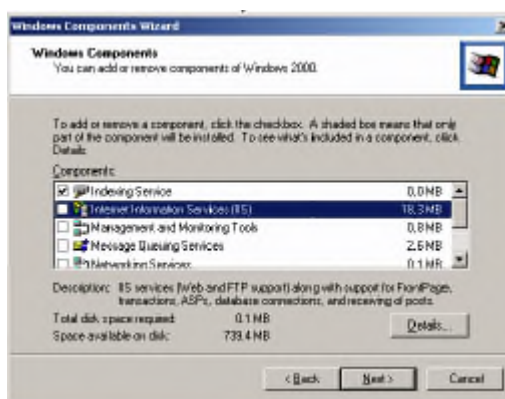 Windows Components Wizard
Windows Components
You can add or remove components of Windows 2000.
To add or remove a component, click the checkbox. A shaded box means that only
part of the component will be installed. To see what's included in a component, click
Details.
Components:
Indexing Service 0.0 MB
Internet Information Services (IIS) 18.3 MB
Management and Monitoring Tools 0.8 MB
Message Queuing Services 2.6 MB
Networking Services 0.1 MB
Description: IIS services (Web and FTP support) along with support for FrontPage,
transactions, ASPs, database connections, and receiving of posts.
Total disk space required: 0.1 MB
Space available on disk: 739.4 MB
Details...
< Back
Next >
Cancel